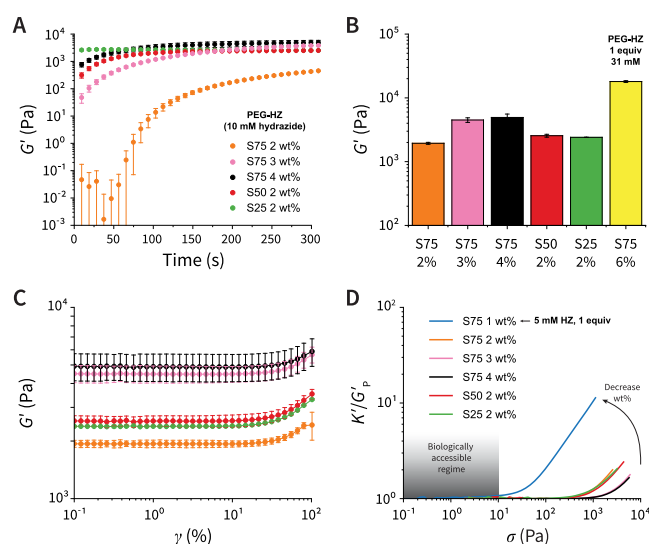 A
G′ (Pa)
10⁴
10³
10²
10¹
10⁰
10⁻¹
10⁻²
10⁻³
0 50 100 150 200 250 300
Time (s)
PEG-HZ
(10 mM hydrazide)
S75 2 wt%
S75 3 wt%
S75 4 wt%
S50 2 wt%
S25 2 wt%
B
G′ (Pa)
10⁵
10⁴
10³
10²
PEG-HZ
1 equiv
31 mM
S75 S75 S75 S50 S25 S75
2% 3% 4% 2% 2% 6%
C
G′ (Pa)
10⁴
10³
10⁻¹ 10⁰ 10¹ 10²
γ (%)
D
K′/G′ₚ
10²
10¹
10⁰
10⁻¹ 10⁰ 10¹ 10² 10³ 10⁴
σ (Pa)
S75 1 wt% ← 5 mM HZ, 1 equiv
S75 2 wt%
S75 3 wt%
S75 4 wt%
S50 2 wt%
S25 2 wt%
Decrease
wt%
Biologically
accessible
regime